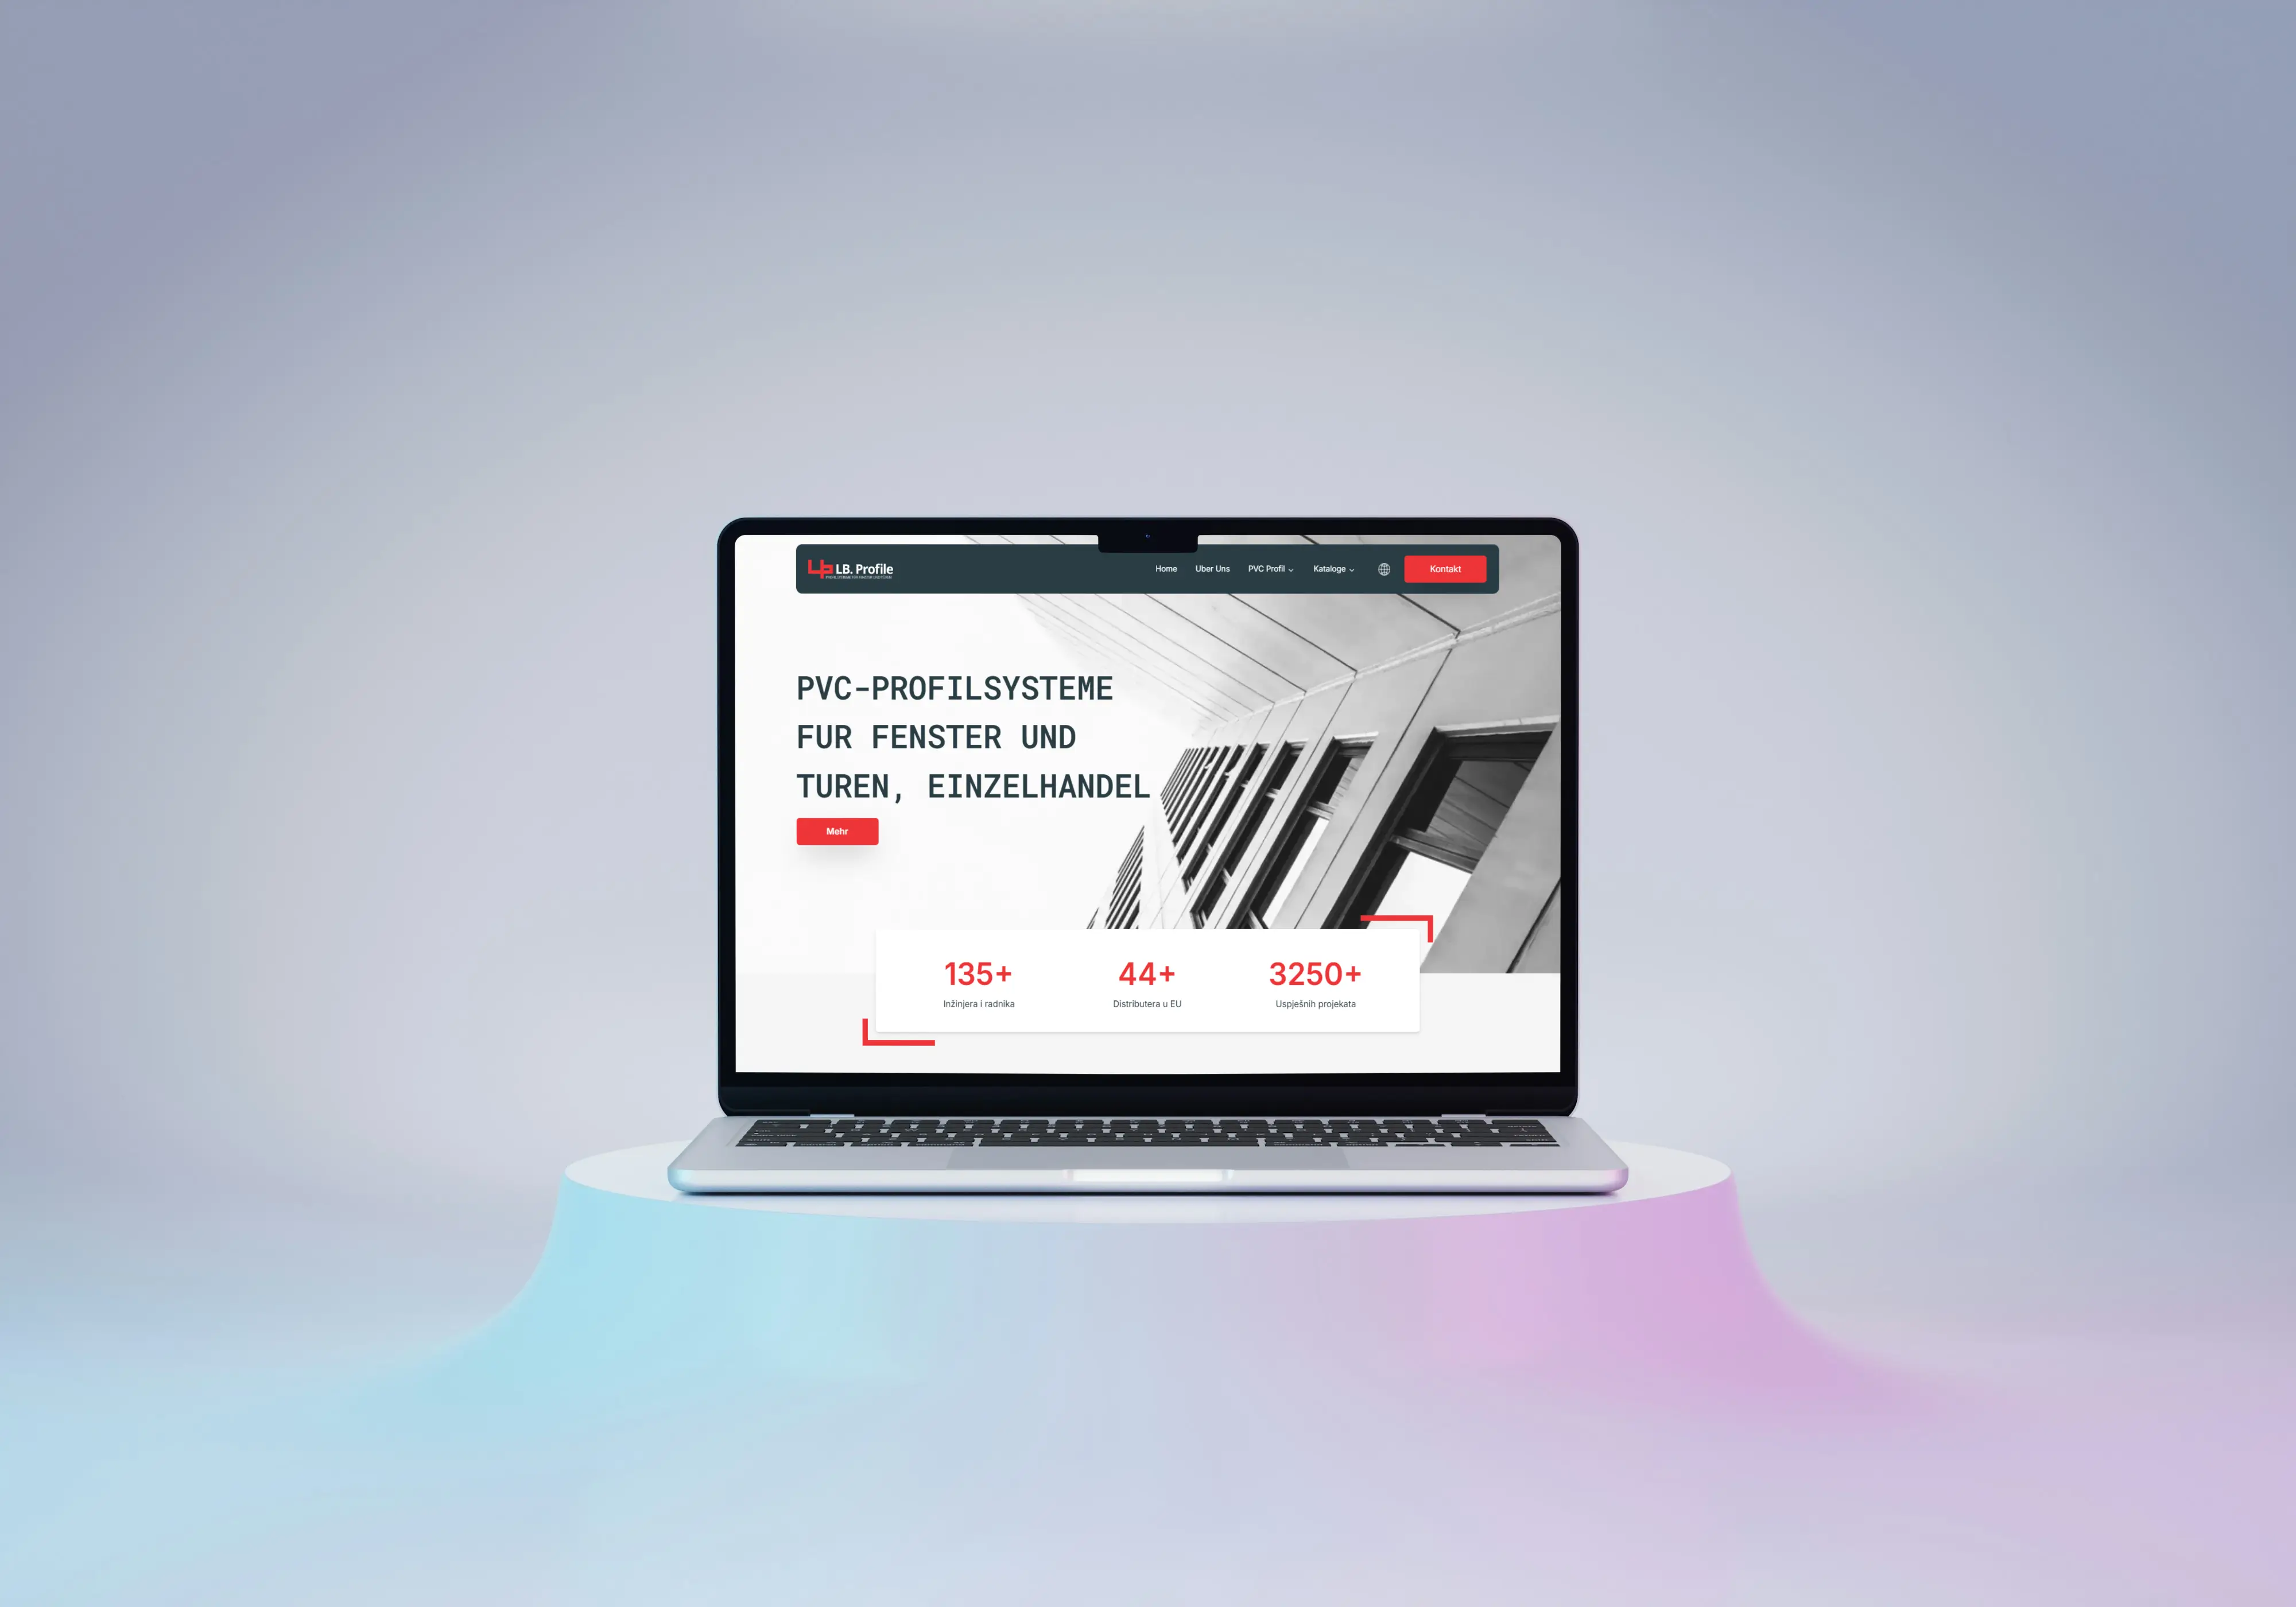 LB. Profile
Home Uber Uns PVC Profil Kataloge Kontakt
PVC-PROFILSYSTEME
FUR FENSTER UND
TUREN, EINZELHANDEL
Mehr
135+ 44+ 3250+
Inžinjera i radnika Distributera u EU Uspješnih projekata